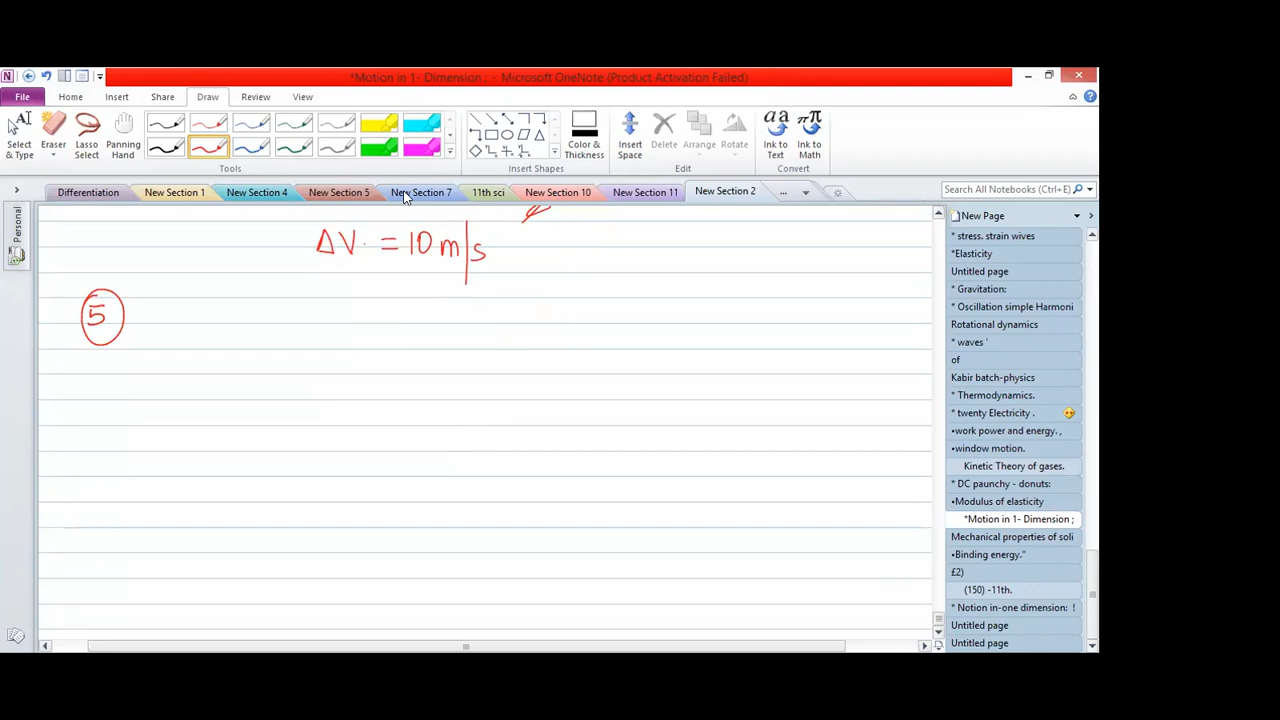 *Motion in 1- Dimension ; - Microsoft OneNote (Product Activation Failed)
File Home Insert Share Draw Review View
Select & Type
Eraser
Lasso Select
Panning Hand
Tools
Insert Shapes
Color & Thickness
Insert Space
Delete
Arrange
Rotate
Edit
Ink to Text
Ink to Math
Convert
Differentiation New Section 1 New Section 4 New Section 5 New Section 7 11th sci New Section 10 New Section 11 New Section 2 ...
Search All Notebooks (Ctrl+E)
Personal
ΔV. = 10 m/s
5
New Page
* stress. strain wives
*Elasticity
Untitled page
* Gravitation:
* Oscillation simple Harmoni
Rotational dynamics
* waves '
of
Kabir batch-physics
* Thermodynamics.
* twenty Electricity .
•work power and energy. ,
•window motion.
Kinetic Theory of gases.
* DC paunchy - donuts:
•Modulus of elasticity
*Motion in 1- Dimension ;
Mechanical properties of soli
•Binding energy."
£2)
(150) -11th.
* Notion in-one dimension: !
Untitled page
Untitled page